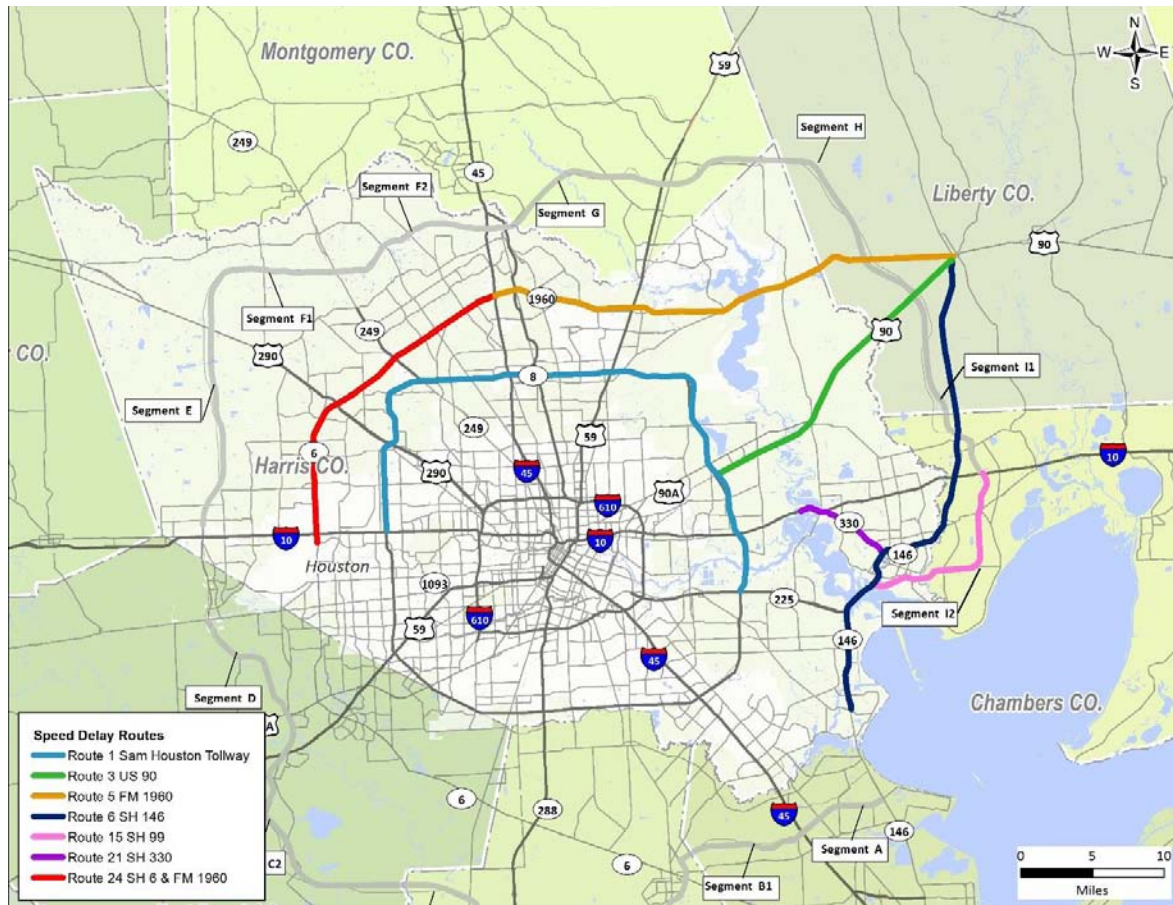 Montgomery CO.
59
N
W E
S
Segment H
249
45
Segment F2
Liberty CO.
Segment G
90
1960
Segment F1
249
90
290
Segment I1
8
Segment E
249
59
6
Harris CO.
290
45
10
90A
610
330
10
10
146
Houston
1093
225
Segment I2
59
610
146
45
Segment D
Chambers CO.
A
6
288
45
146
Segment A
6
C2
Segment B1
CO.
Speed Delay Routes
Route 1 Sam Houston Tollway
Route 3 US 90
Route 5 FM 1960
Route 6 SH 146
Route 15 SH 99
Route 21 SH 330
Route 24 SH 6 & FM 1960
0 5 10
Miles